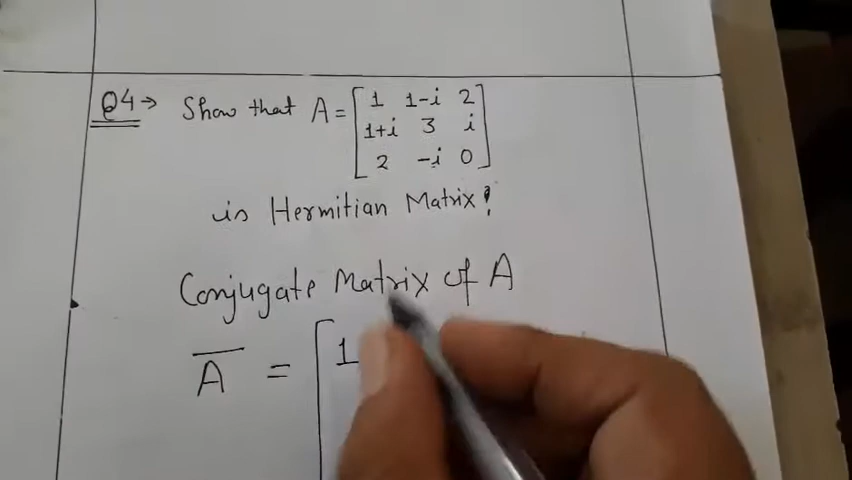 Q4→ Show that A = [1 1-i 2
1+i 3 i
2 -i 0]
is Hermitian Matrix!
Conjugate Matrix of A
A̅ = [1